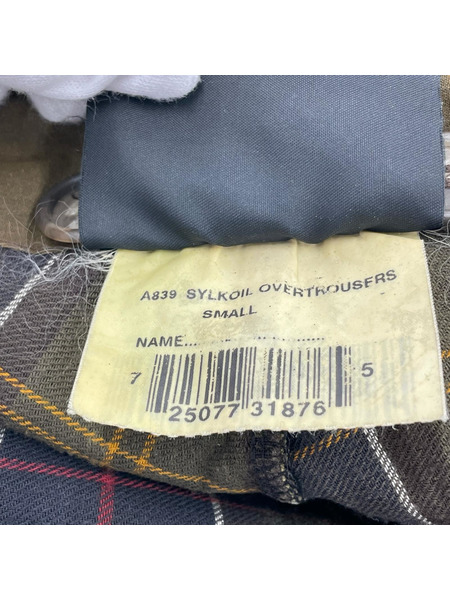 A839 SYLKOIL OVERTROUSERS
SMALL
NAME......................
7 25077 31876 5